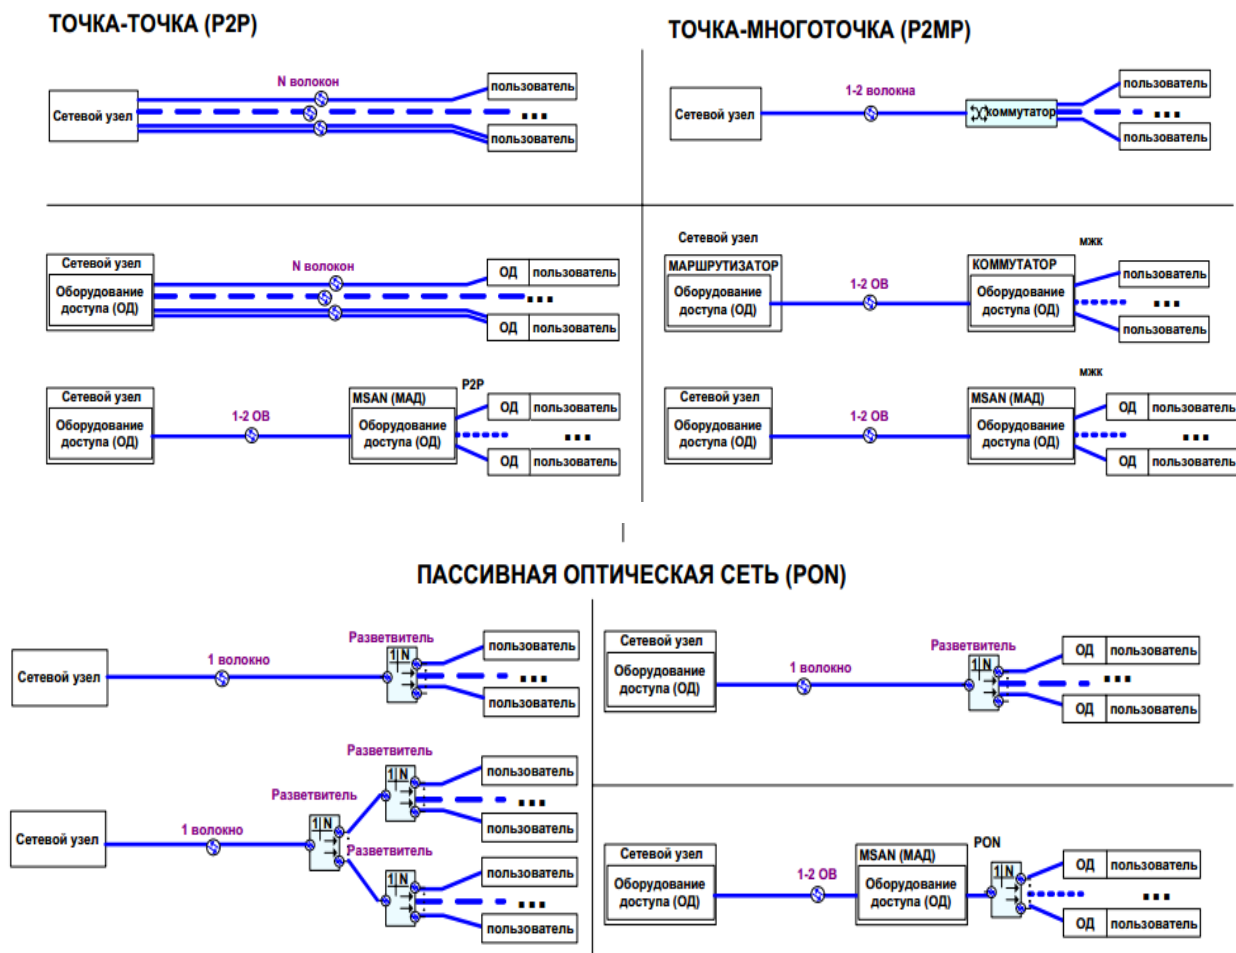 ТОЧКА-ТОЧКА (P2P)
N волокон
Сетевой узел
пользователь
...
пользователь
ТОЧКА-МНОГОТОЧКА (P2MP)
1-2 волокна
Сетевой узел
коммутатор
пользователь
...
пользователь
Сетевой узел
Оборудование
доступа (ОД)
N волокон
ОД пользователь
...
ОД пользователь
Сетевой узел
МАРШРУТИЗАТОР
Оборудование
доступа (ОД)
1-2 ОВ
мжк
КОММУТАТОР
Оборудование
доступа (ОД)
пользователь
...
пользователь
Сетевой узел
Оборудование
доступа (ОД)
1-2 ОВ
MSAN (МАД)
Оборудование
доступа (ОД)
P2P
ОД пользователь
...
ОД пользователь
Сетевой узел
Оборудование
доступа (ОД)
1-2 ОВ
мжк
MSAN (МАД)
Оборудование
доступа (ОД)
ОД пользователь
...
ОД пользователь
ПАССИВНАЯ ОПТИЧЕСКАЯ СЕТЬ (PON)
Сетевой узел
1 волокно
Разветвитель
1 N
пользователь
...
пользователь
Сетевой узел
Оборудование
доступа (ОД)
1 волокно
Разветвитель
1 N
ОД пользователь
...
ОД пользователь
Сетевой узел
1 волокно
Разветвитель
1 N
Разветвитель
1 N
пользователь
...
пользователь
Разветвитель
1 N
пользователь
...
пользователь
Сетевой узел
Оборудование
доступа (ОД)
1-2 ОВ
MSAN (МАД)
Оборудование
доступа (ОД)
PON
1 N
ОД пользователь
...
ОД пользователь